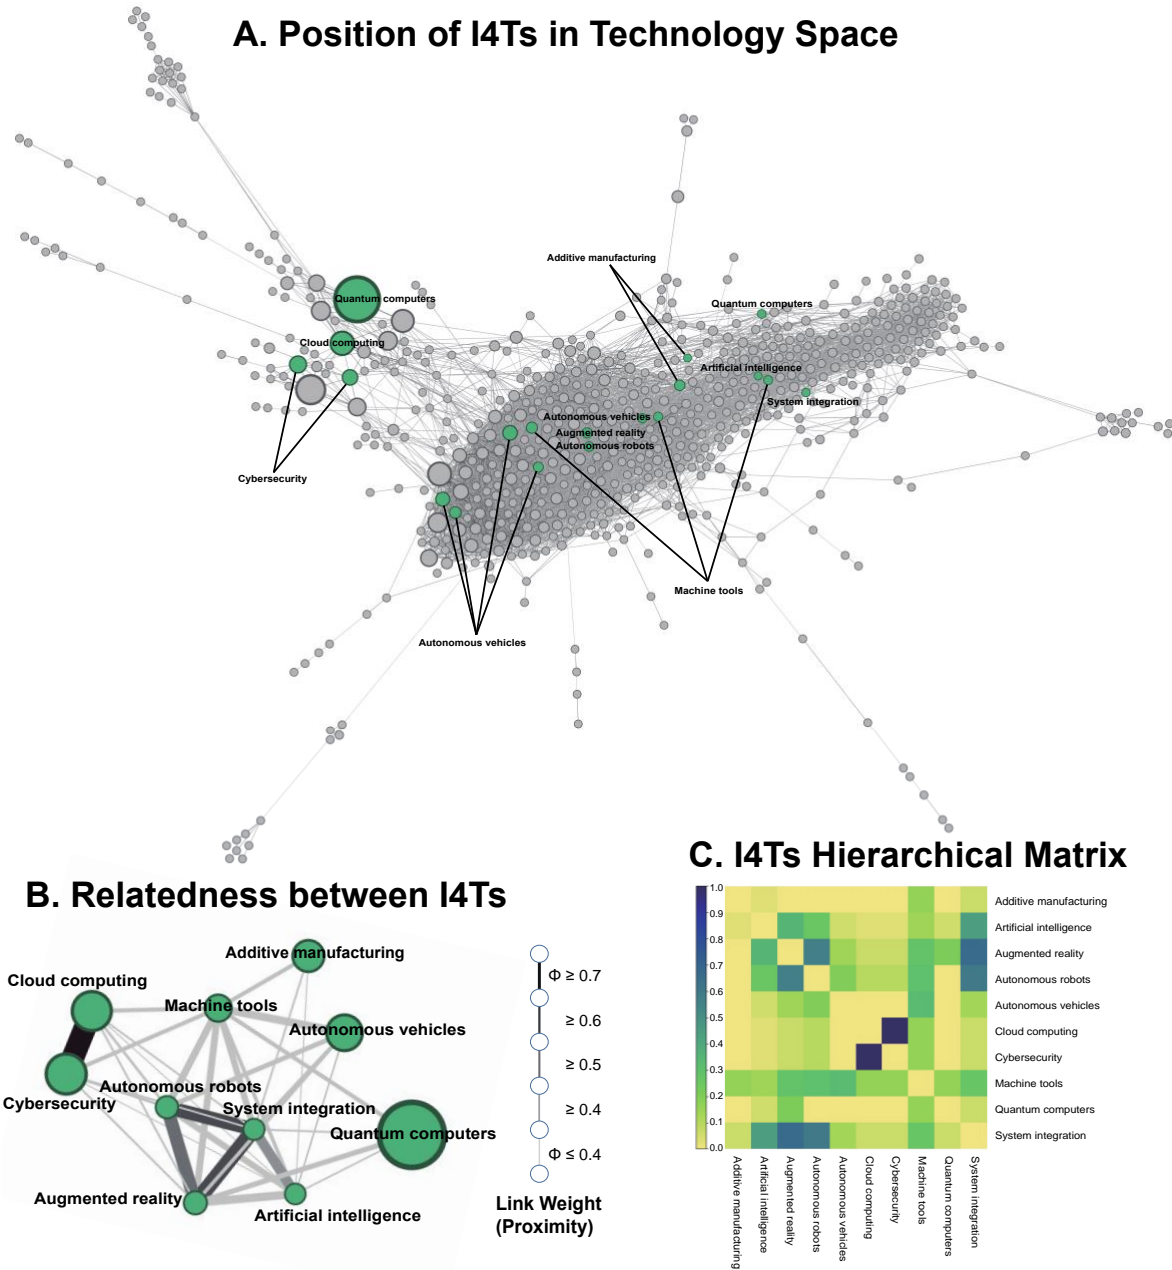 A. Position of I4Ts in Technology Space
Additive manufacturing
Quantum computers
Quantum computers
Cloud computing
Artificial intelligence
System integration
Autonomous vehicles
Augmented reality
Autonomous robots
Cybersecurity
Machine tools
Autonomous vehicles
B. Relatedness between I4Ts
Additive manufacturing
Cloud computing
Machine tools
Autonomous vehicles
Autonomous robots
Cybersecurity
System integration
Quantum computers
Augmented reality
Artificial intelligence
Φ ≥ 0.7
≥ 0.6
≥ 0.5
≥ 0.4
Φ ≤ 0.4
Link Weight
(Proximity)
C. I4Ts Hierarchical Matrix
1.0
0.9
0.8
0.7
0.6
0.5
0.4
0.3
0.2
0.1
0.0
Additive manufacturing
Artificial intelligence
Augmented reality
Autonomous robots
Autonomous vehicles
Cloud computing
Cybersecurity
Machine tools
Quantum computers
System integration
Additive manufacturing
Artificial intelligence
Augmented reality
Autonomous robots
Autonomous vehicles
Cloud computing
Cybersecurity
Machine tools
Quantum computers
System integration